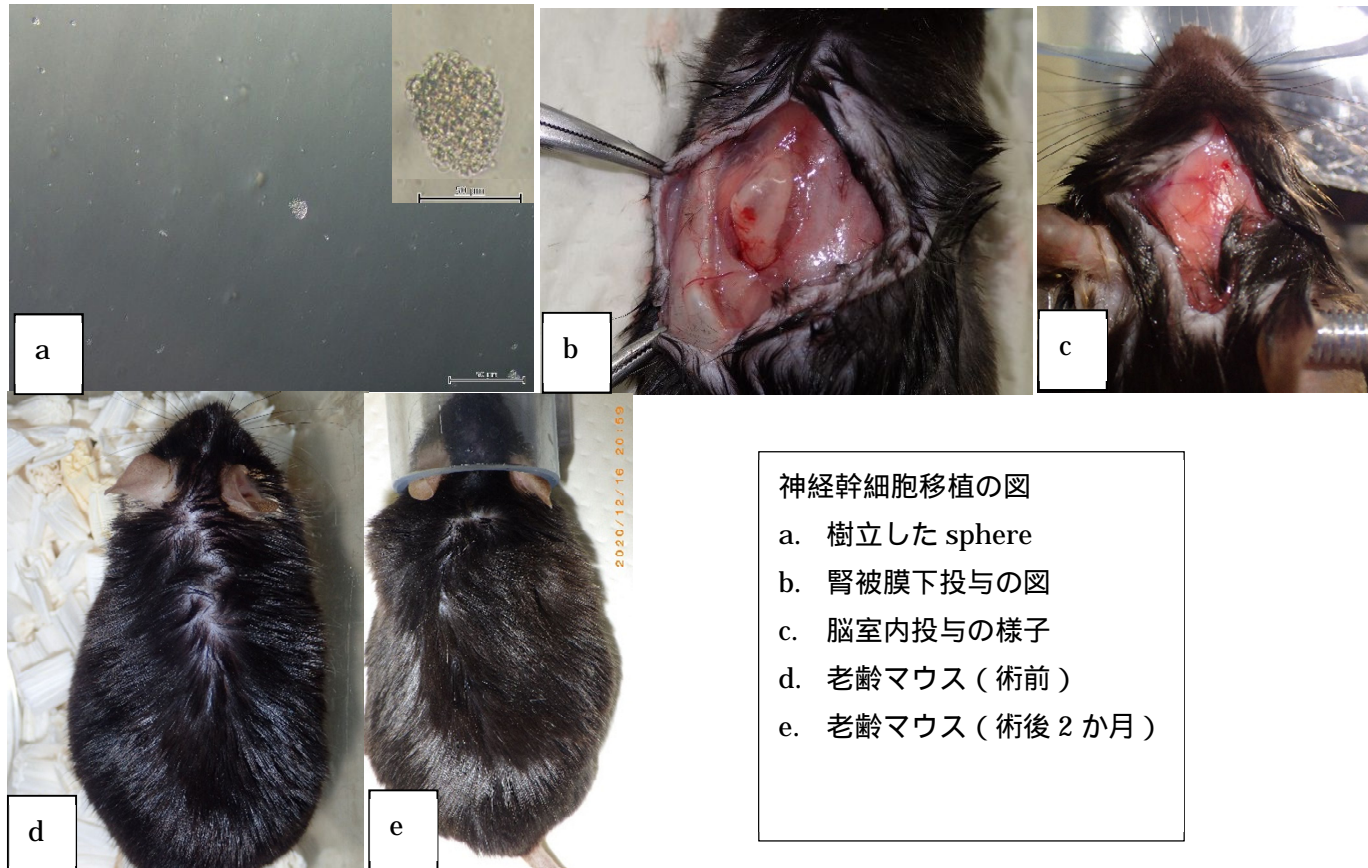 50 μm
a
b
c
2020/12/16 20:59
d
e
神経幹細胞移植の図
a. 樹立した sphere
b. 腎被膜下投与の図
c. 脳室内投与の様子
d. 老齢マウス（術前）
e. 老齢マウス（術後 2 か月）